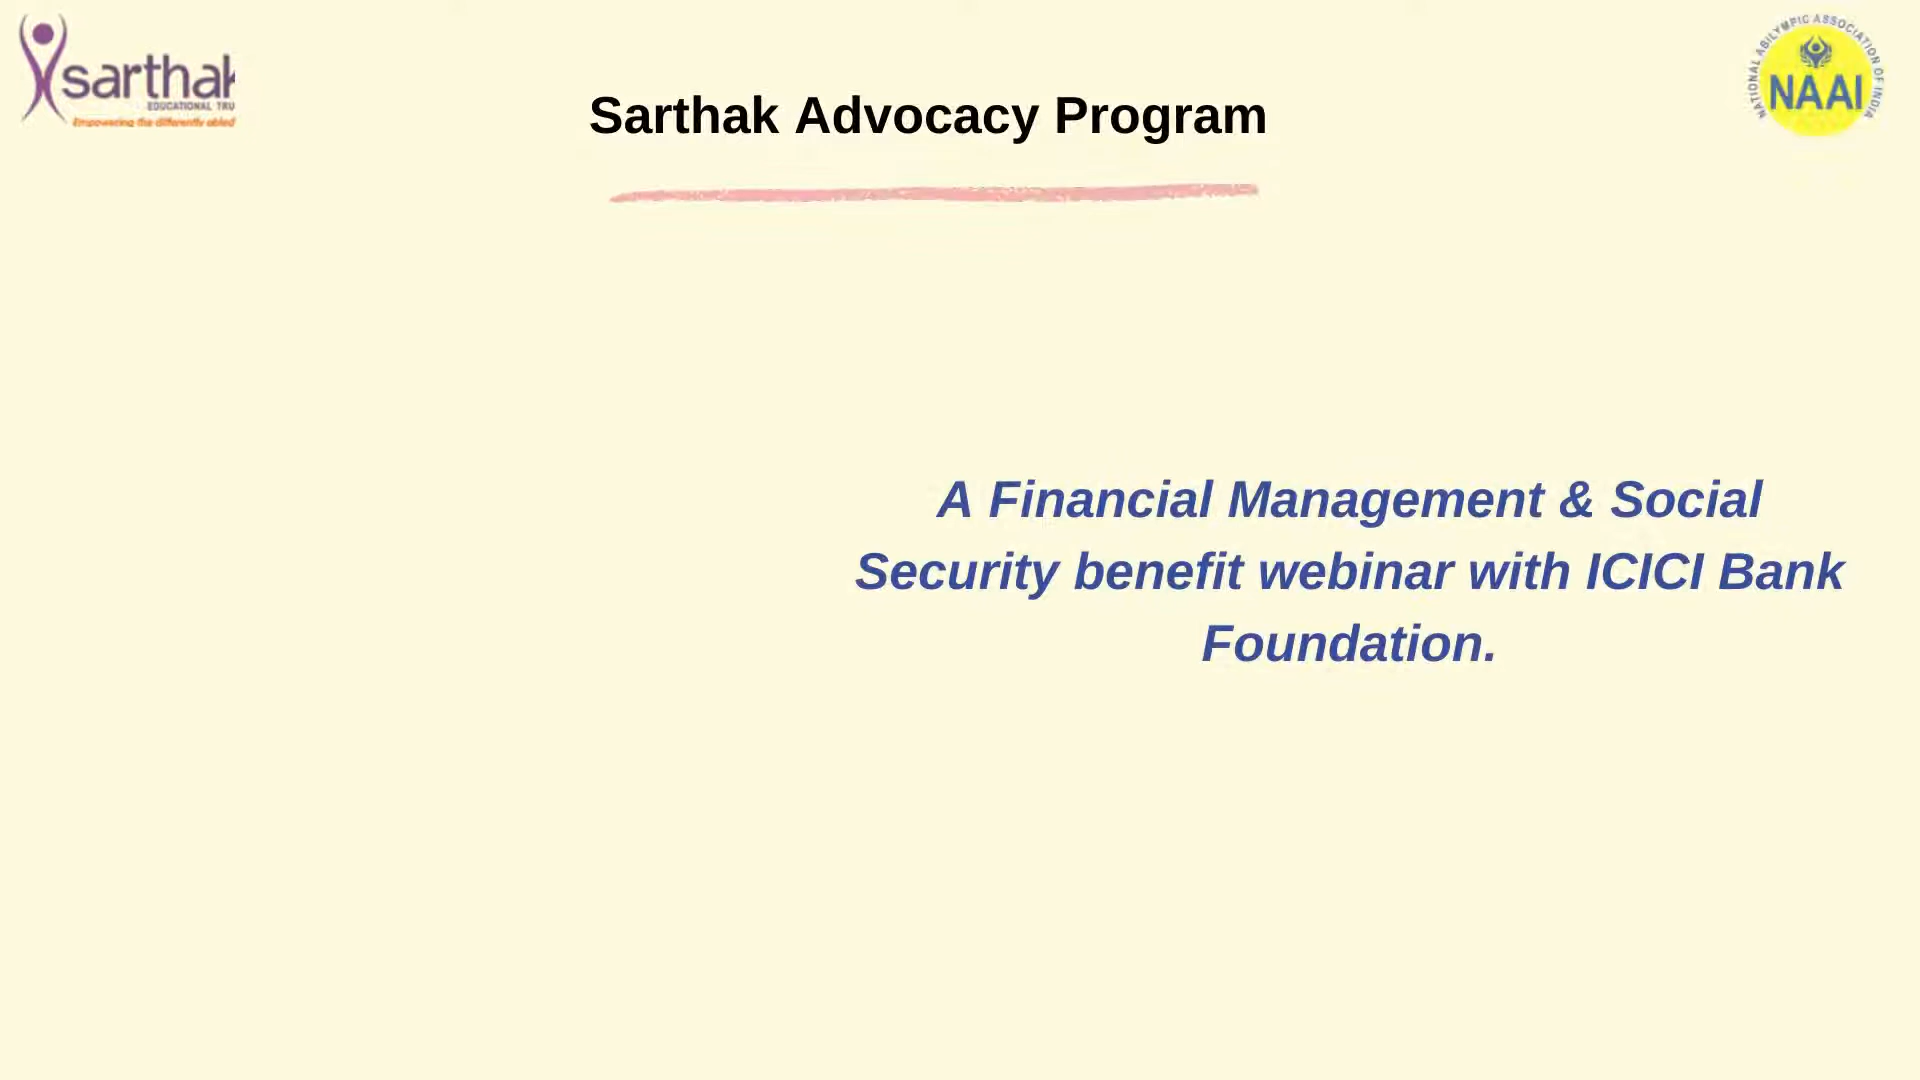 sarthak
EDUCATIONAL TRU
Empowering the differently abled
NATIONAL ABILYMPIC ASSOCIATION OF INDIA
NAAI
Sarthak Advocacy Program
A Financial Management & Social
Security benefit webinar with ICICI Bank
Foundation.